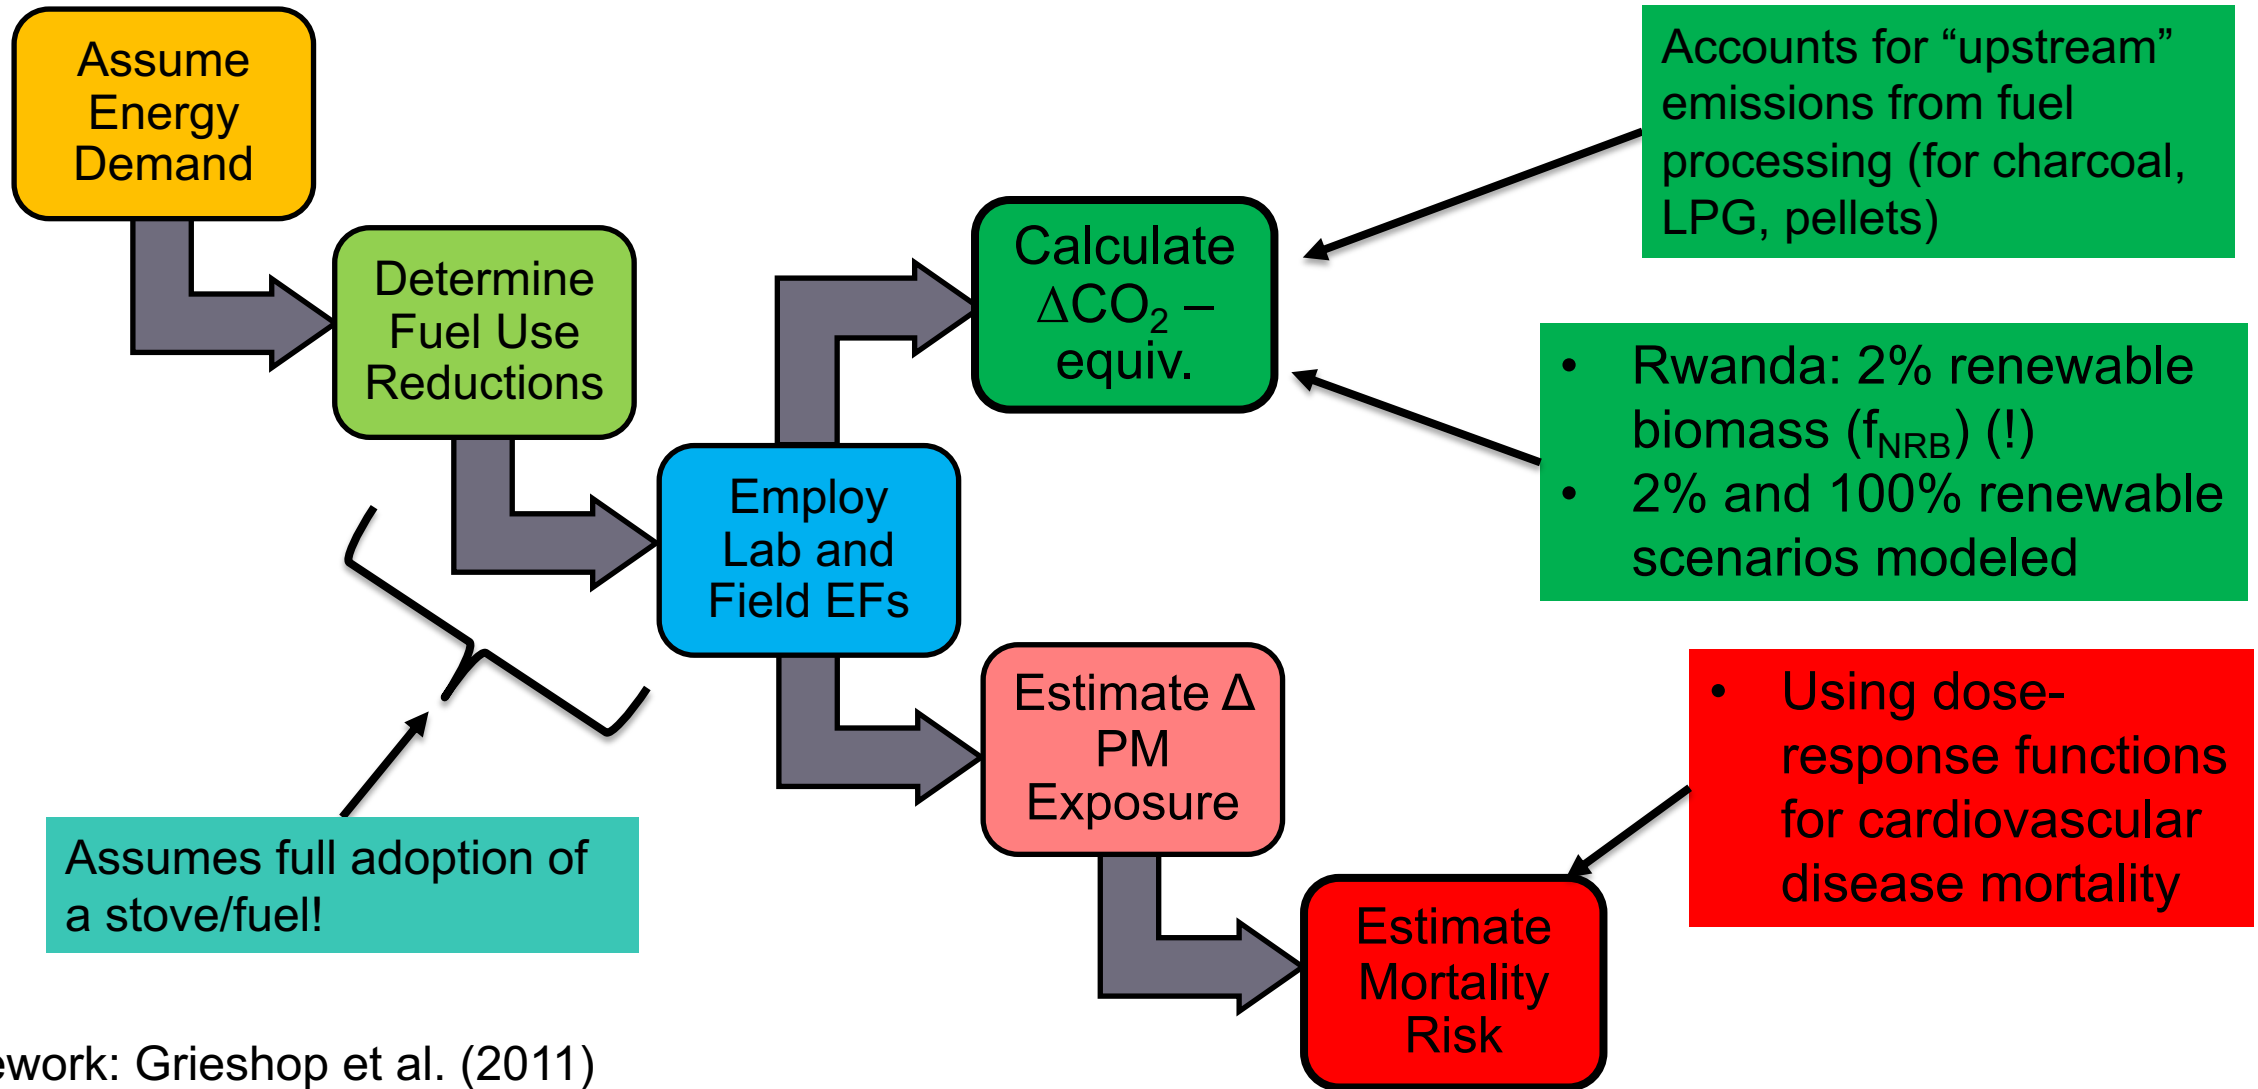 Assume
Energy
Demand
Determine
Fuel Use
Reductions
Employ
Lab and
Field EFs
Calculate
ΔCO₂ –
equiv.
Accounts for “upstream”
emissions from fuel
processing (for charcoal,
LPG, pellets)
• Rwanda: 2% renewable
biomass (fNRB) (!)
• 2% and 100% renewable
scenarios modeled
Estimate Δ
PM
Exposure
• Using dose-
response functions
for cardiovascular
disease mortality
Assumes full adoption of
a stove/fuel!
Estimate
Mortality
Risk
ework: Grieshop et al. (2011)